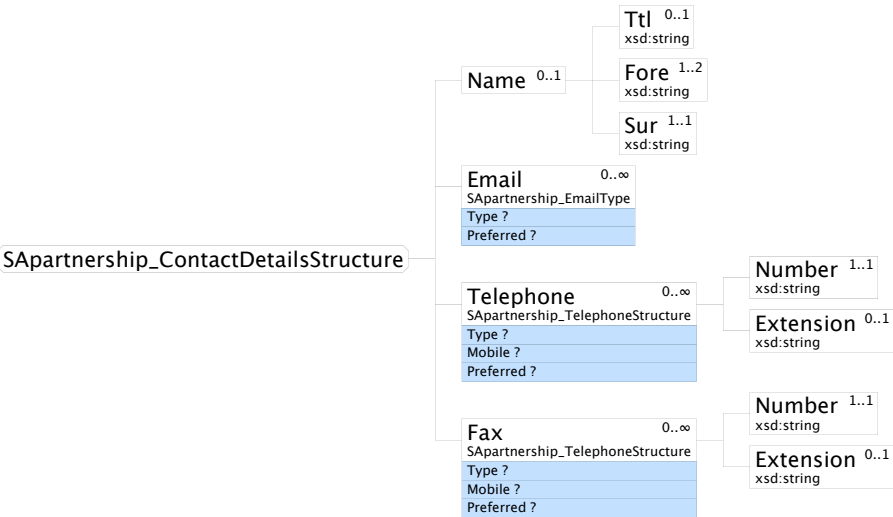 SApartnership_ContactDetailsStructure
Name 0..1
Ttl 0..1
xsd:string
Fore 1..2
xsd:string
Sur 1..1
xsd:string
Email 0..∞
SApartnership_EmailType
Type ?
Preferred ?
Telephone 0..∞
SApartnership_TelephoneStructure
Type ?
Mobile ?
Preferred ?
Number 1..1
xsd:string
Extension 0..1
xsd:string
Fax 0..∞
SApartnership_TelephoneStructure
Type ?
Mobile ?
Preferred ?
Number 1..1
xsd:string
Extension 0..1
xsd:string